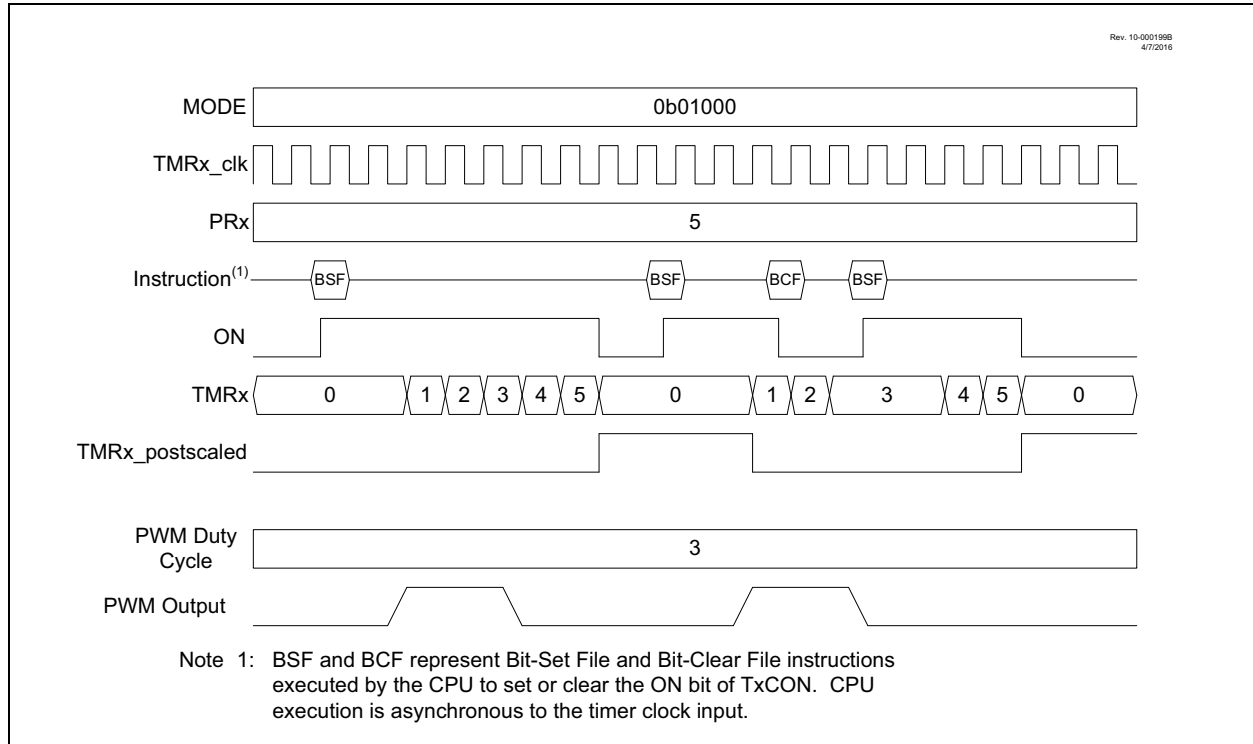 Rev. 10-000199B
4/7/2016
MODE 0b01000
TMRx_clk
PRx 5
Instruction(1) BSF BSF BCF BSF
ON
TMRx 0 1 2 3 4 5 0 1 2 3 4 5 0
TMRx_postscaled
PWM Duty
Cycle 3
PWM Output
Note 1: BSF and BCF represent Bit-Set File and Bit-Clear File instructions
executed by the CPU to set or clear the ON bit of TxCON. CPU
execution is asynchronous to the timer clock input.